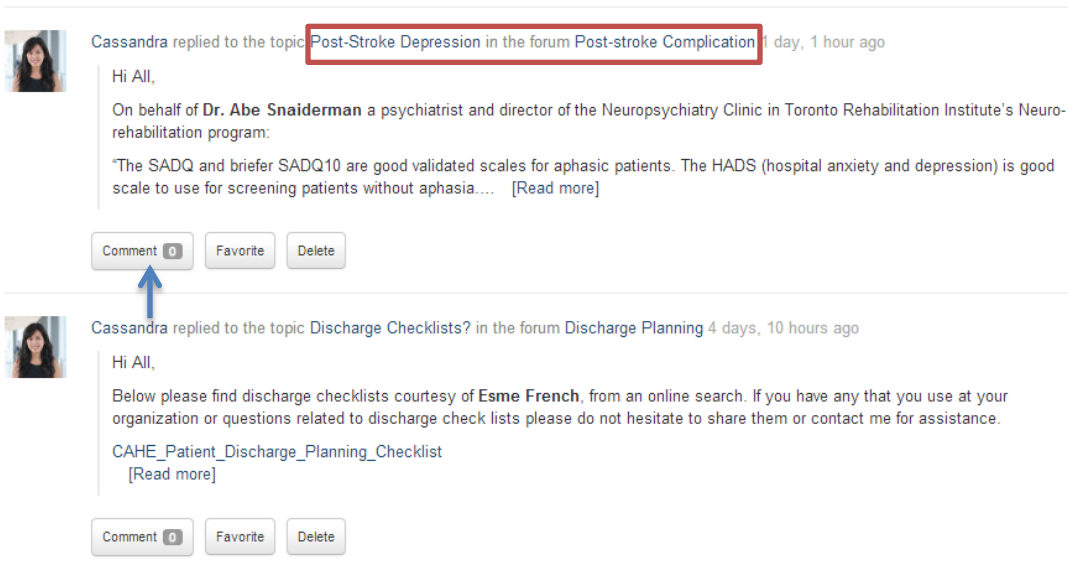 Cassandra replied to the topic Post-Stroke Depression in the forum Post-stroke Complication 1 day, 1 hour ago
Hi All,
On behalf of Dr. Abe Snaiderman a psychiatrist and director of the Neuropsychiatry Clinic in Toronto Rehabilitation Institute's Neuro-
rehabilitation program:
“The SADQ and briefer SADQ10 are good validated scales for aphasic patients. The HADS (hospital anxiety and depression) is good
scale to use for screening patients without aphasia.... [Read more]
Comment 0 Favorite Delete
Cassandra replied to the topic Discharge Checklists? in the forum Discharge Planning 4 days, 10 hours ago
Hi All,
Below please find discharge checklists courtesy of Esme French, from an online search. If you have any that you use at your
organization or questions related to discharge check lists please do not hesitate to share them or contact me for assistance.
CAHE_Patient_Discharge_Planning_Checklist
[Read more]
Comment 0 Favorite Delete